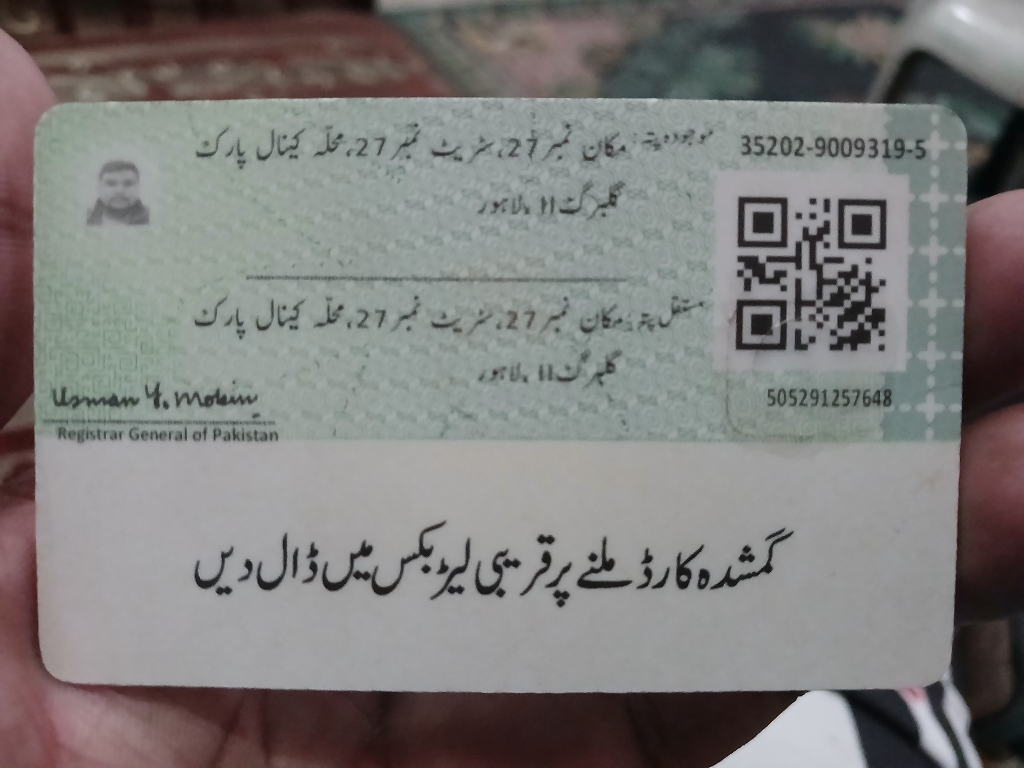 موجودہ پتہ: مکان نمبر 27، سٹریٹ نمبر 27، محلہ کینال پارک
35202-9009319-5
گلبرگ II، لاہور
مستقل پتہ: مکان نمبر 27، سٹریٹ نمبر 27، محلہ کینال پارک
گلبرگ II، لاہور
505291257648
Usman Y. Mobin
Registrar General of Pakistan
گمشدہ کارڈ ملنے پر قریبی لیٹر بکس میں ڈال دیں